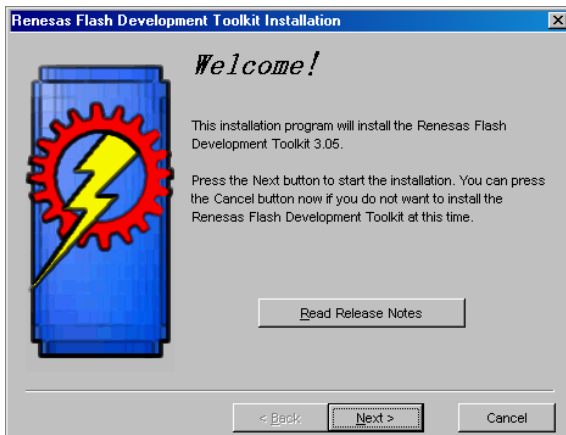 Renesas Flash Development Toolkit Installation
Welcome!
This installation program will install the Renesas Flash
Development Toolkit 3.05.
Press the Next button to start the installation. You can press
the Cancel button now if you do not want to install the
Renesas Flash Development Toolkit at this time.
Read Release Notes
< Back
Next >
Cancel